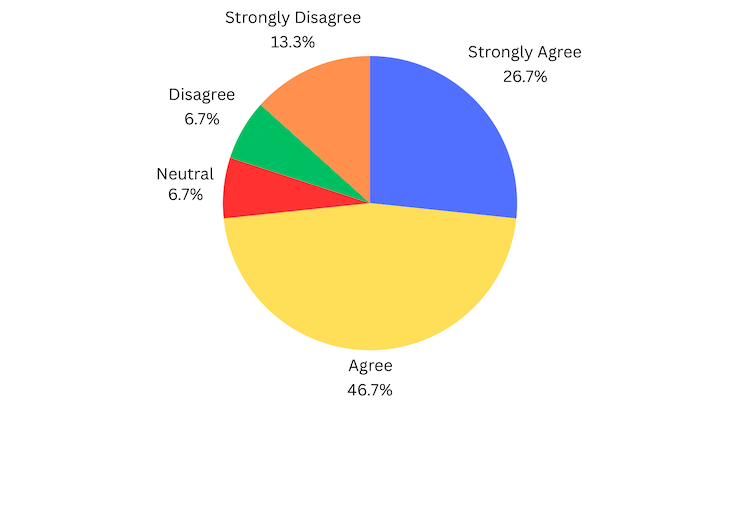 Strongly Disagree
13.3%
Strongly Agree
26.7%
Disagree
6.7%
Neutral
6.7%
Agree
46.7%